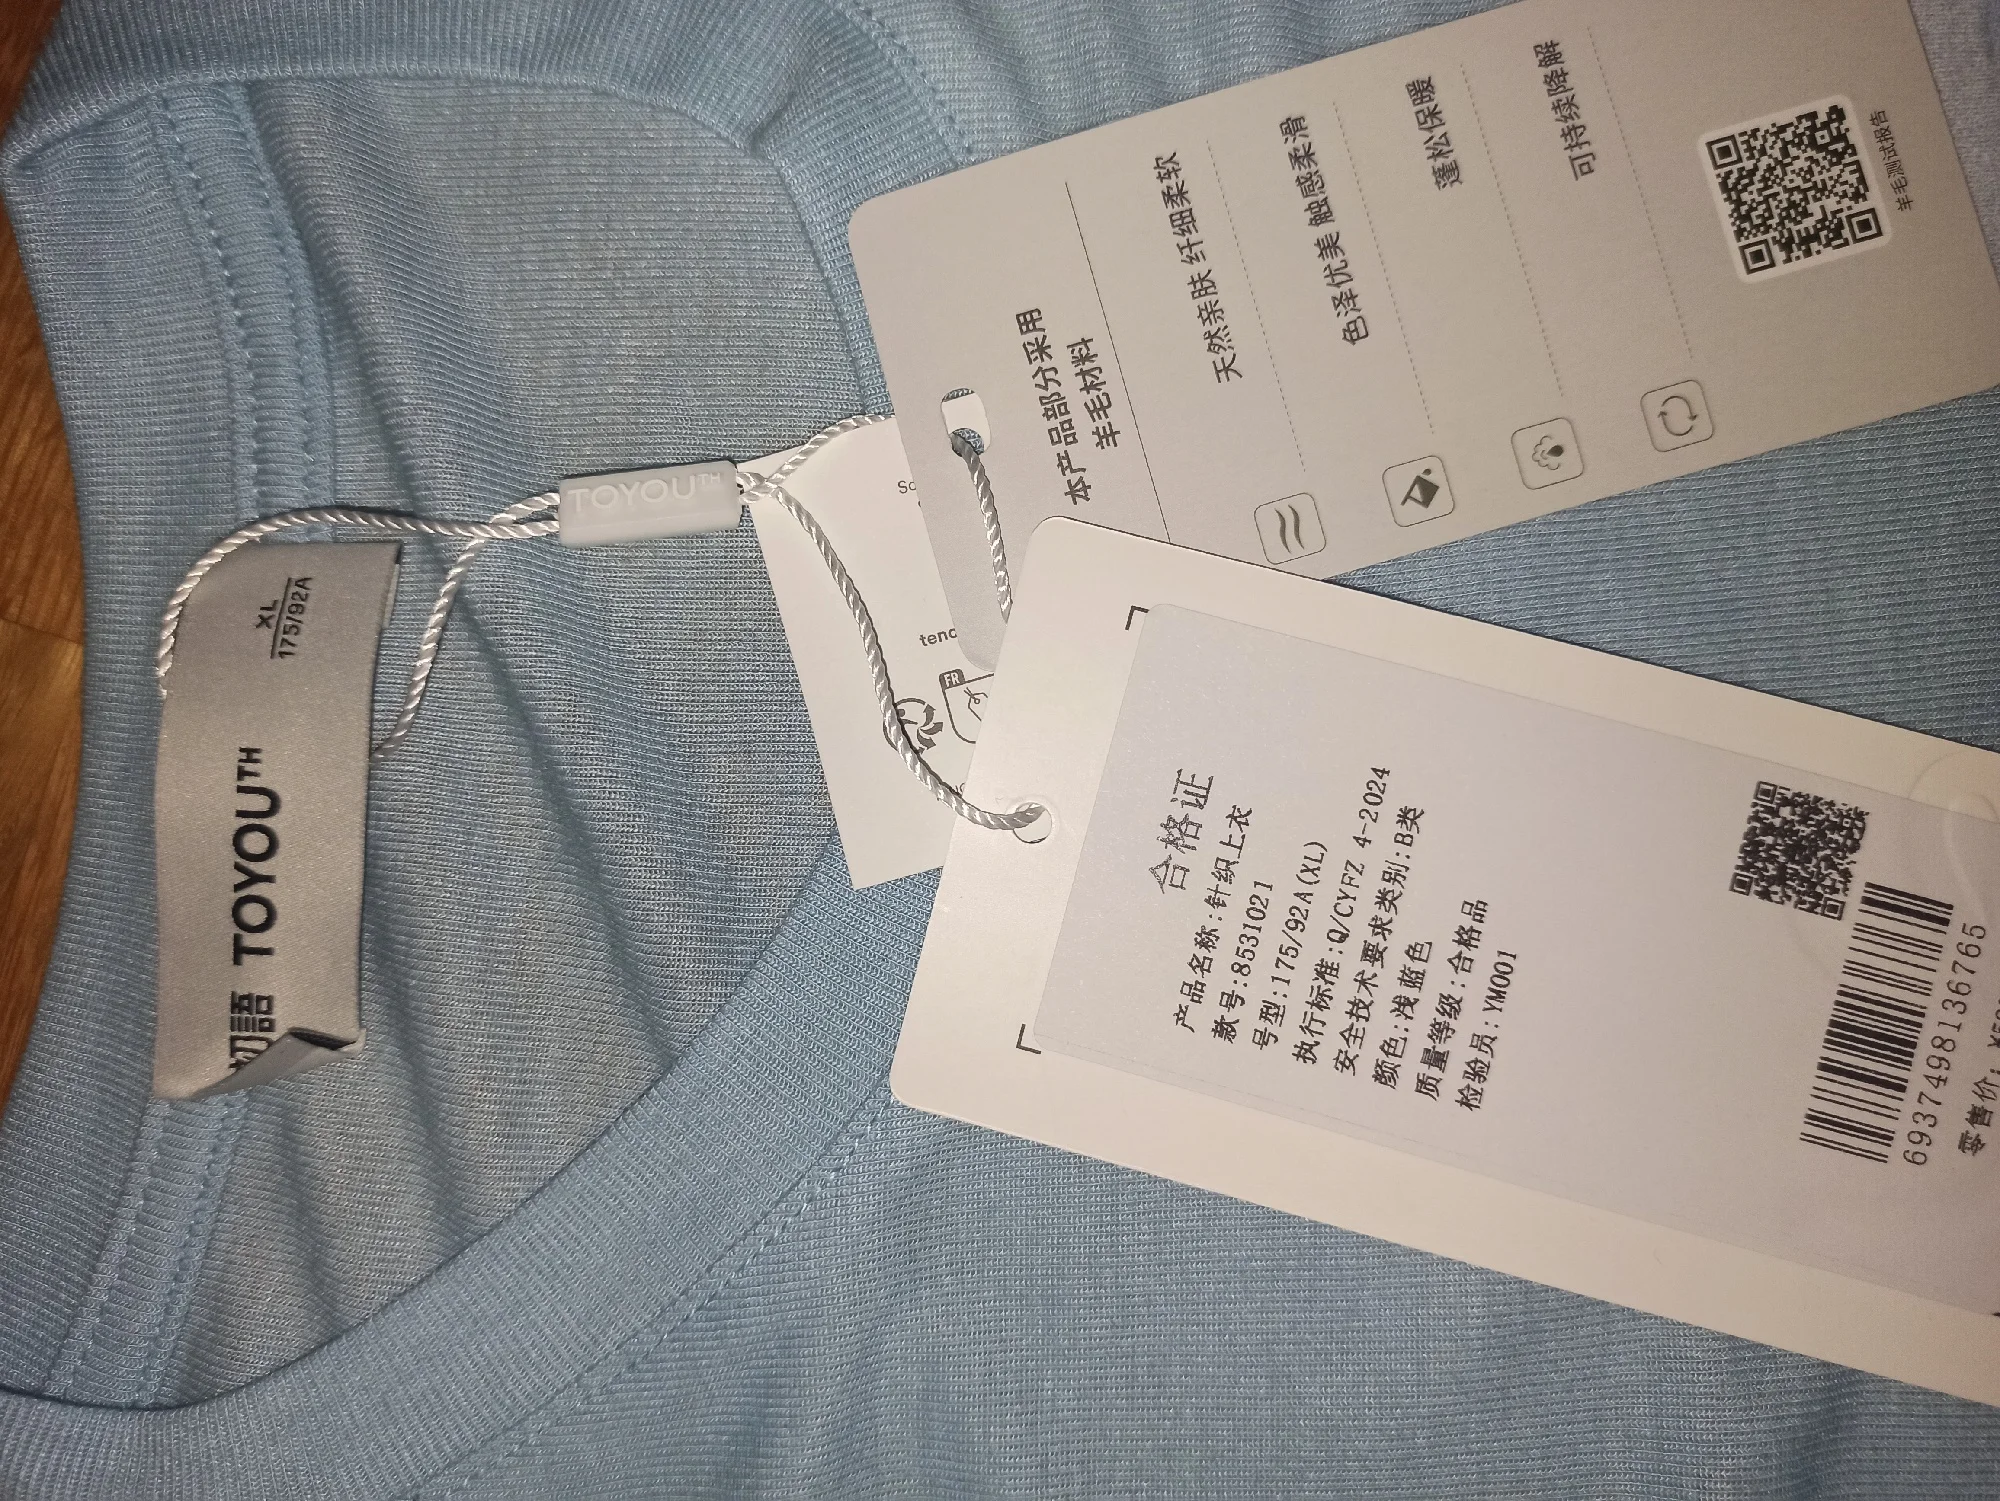 XL
175/92A
初語 TOYOUTH
TOYOUTH
tend
FR
本产品部分采用
羊毛材料
天然亲肤 纤细柔软
色泽优美 触感柔滑
蓬松保暖
可持续降解
羊毛测试报告
合格证
产品名称:针织上衣
款号:8531021
号型:175/92A(XL)
执行标准:Q/CYFZ 4-2024
安全技术要求类别:B类
颜色:浅蓝色
质量等级:合格品
检验员:YM001
6937498136765
零售价: